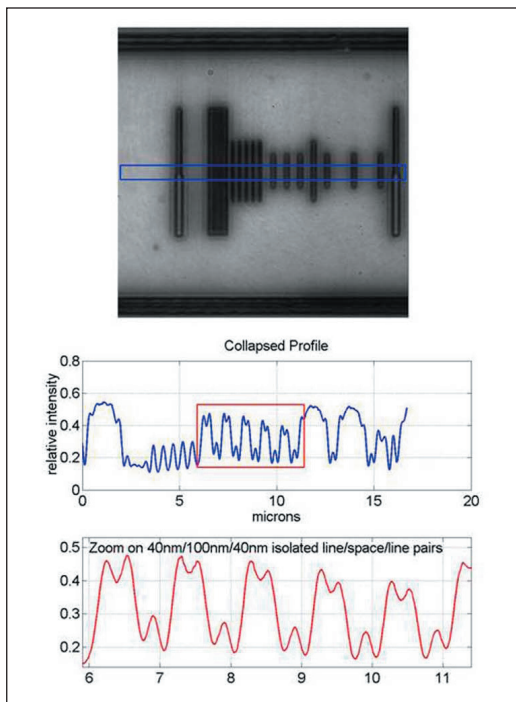 Collapsed Profile
0.8
0.6
0.4
0.2
0
relative intensity
0 5 10 15 20
microns
Zoom on 40nm/100nm/40nm isolated line/space/line pairs
0.5
0.4
0.3
0.2
6 7 8 9 10 11